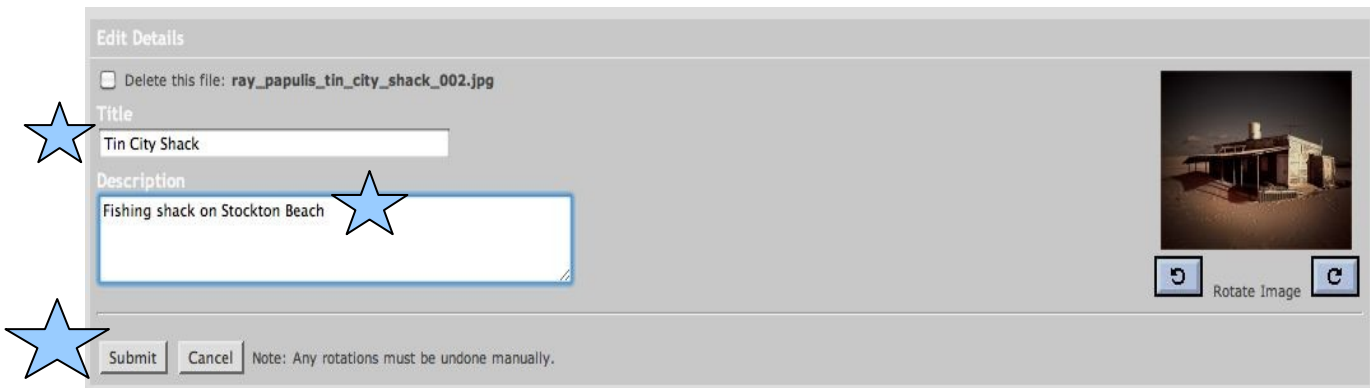 Edit Details
Delete this file: ray_papulis_tin_city_shack_002.jpg
Title
Tin City Shack
Description
Fishing shack on Stockton Beach
Rotate Image
Submit Cancel Note: Any rotations must be undone manually.